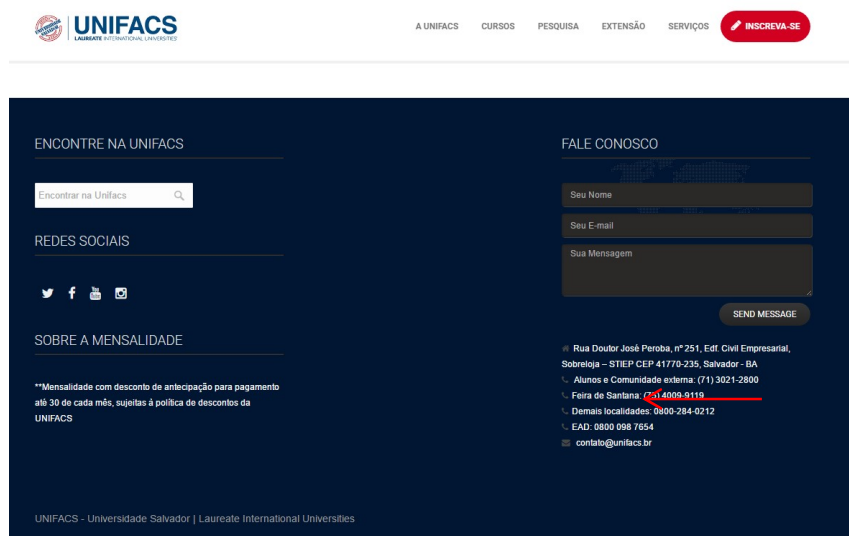 UNIFACS
LAUREATE INTERNATIONAL UNIVERSITIES
A UNIFACS CURSOS PESQUISA EXTENSÃO SERVIÇOS INSCREVA-SE
ENCONTRE NA UNIFACS
Encontrar na Unifacs
REDES SOCIAIS
SOBRE A MENSALIDADE
**Mensalidade com desconto de antecipação para pagamento
até 30 de cada mês, sujeitas á política de descontos da
UNIFACS
FALE CONOSCO
Seu Nome
Seu E-mail
Sua Mensagem
SEND MESSAGE
Rua Doutor José Peroba, nº 251, Edf. Civil Empresarial,
Sobreloja – STIEP CEP 41770-235, Salvador - BA
Alunos e Comunidade externa: (71) 3021-2800
Feira de Santana: (75) 4009-9119
Demais localidades: 0800-284-0212
EAD: 0800 098 7654
contato@unifacs.br
UNIFACS - Universidade Salvador | Laureate International Universities